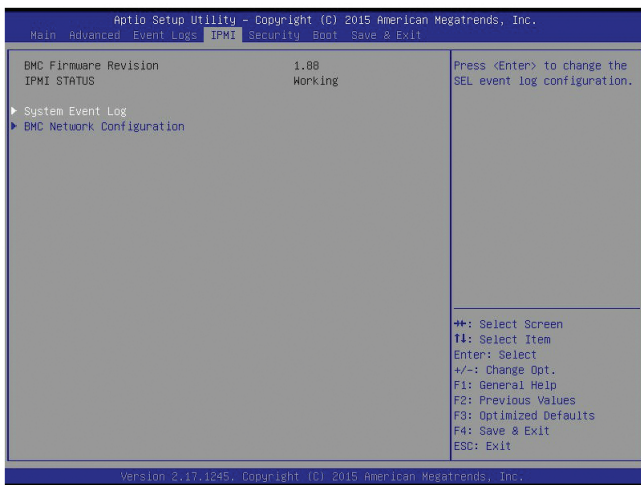 Aptio Setup Utility – Copyright (C) 2015 American Megatrends, Inc.
Main Advanced Event Logs IPMI Security Boot Save & Exit
BMC Firmware Revision 1.88
IPMI STATUS Working
System Event Log
BMC Network Configuration
Press <Enter> to change the
SEL event log configuration.
→←: Select Screen
↑↓: Select Item
Enter: Select
+/-: Change Opt.
F1: General Help
F2: Previous Values
F3: Optimized Defaults
F4: Save & Exit
ESC: Exit
Version 2.17.1245. Copyright (C) 2015 American Megatrends, Inc.